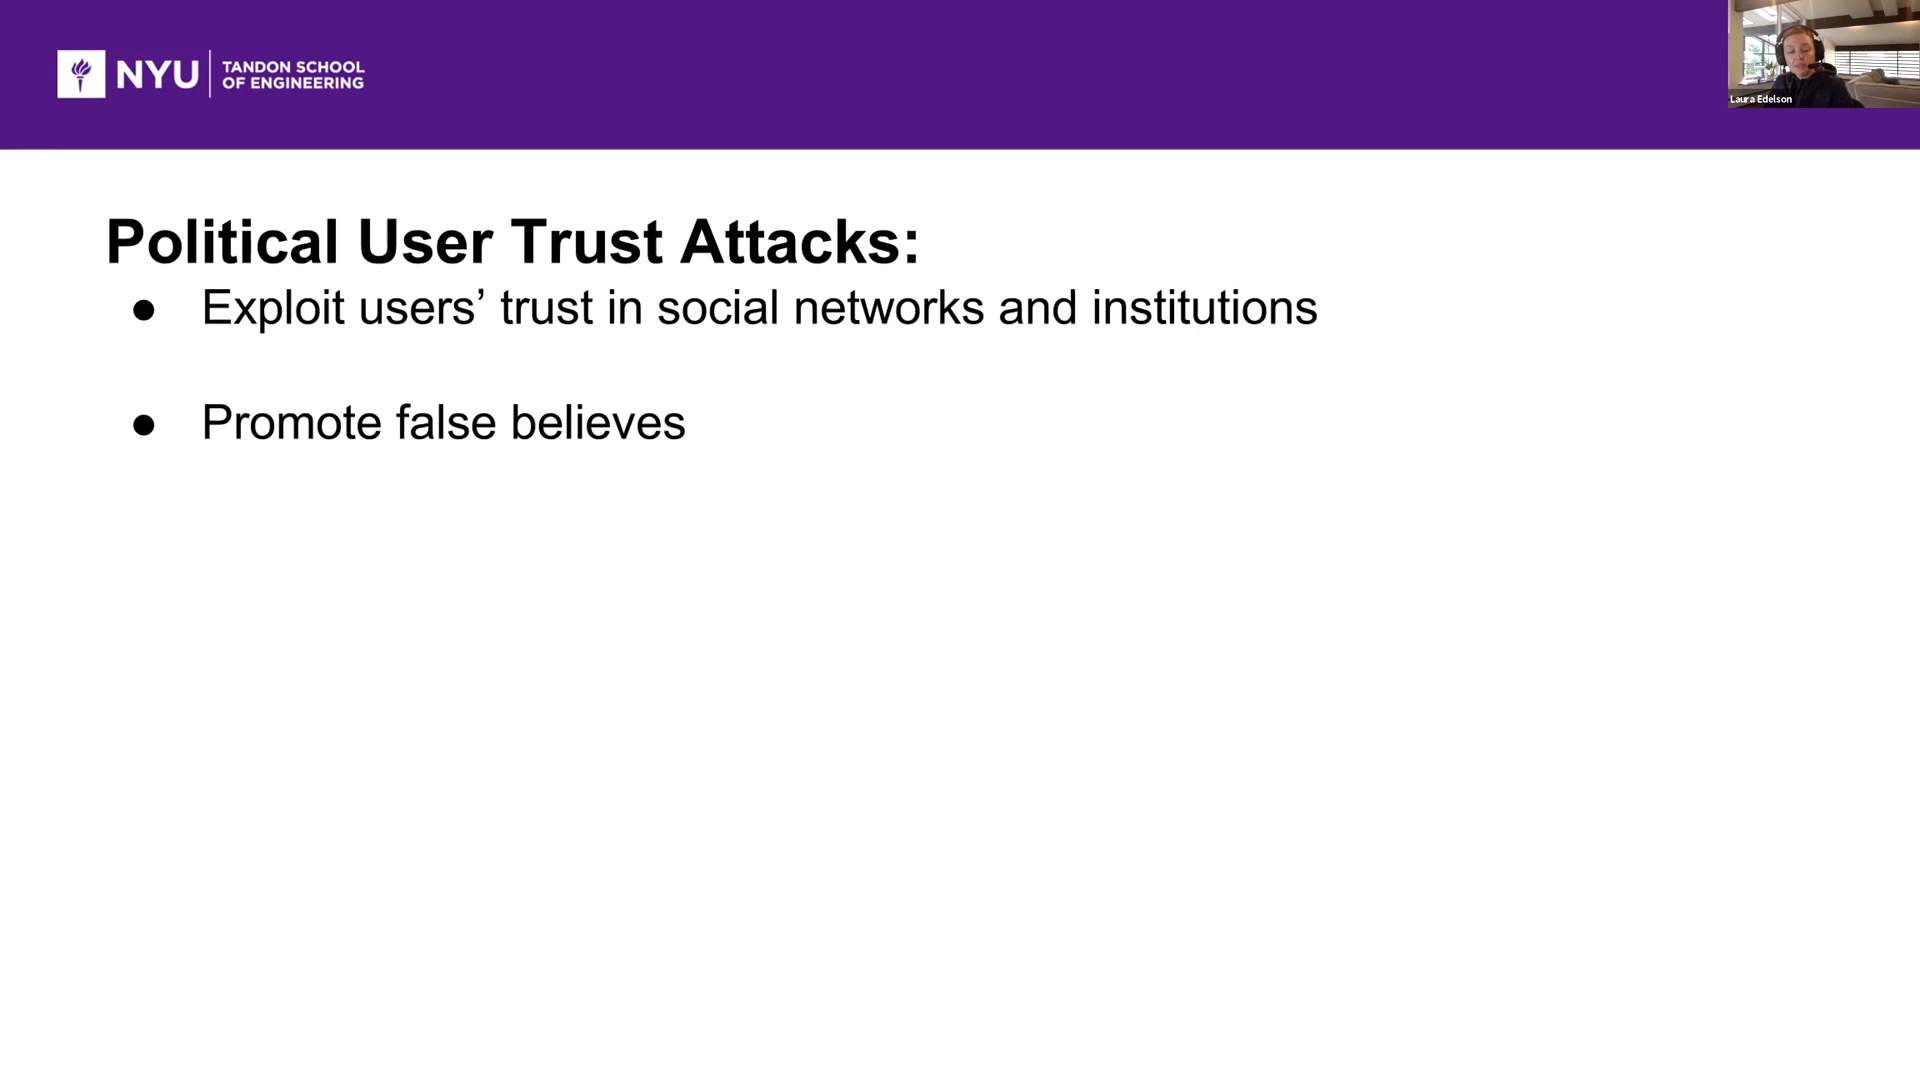 NYU
TANDON SCHOOL
OF ENGINEERING
Laura Edelson
Political User Trust Attacks:
● Exploit users’ trust in social networks and institutions
● Promote false believes